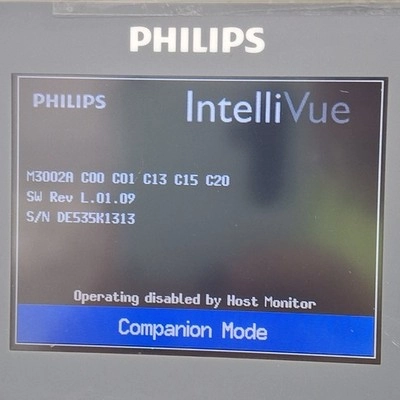 PHILIPS
PHILIPS IntelliVue
M3002A C00 C01 C13 C15 C20
SW Rev L.01.09
S/N DE535K1313
Operating disabled by Host Monitor
Companion Mode